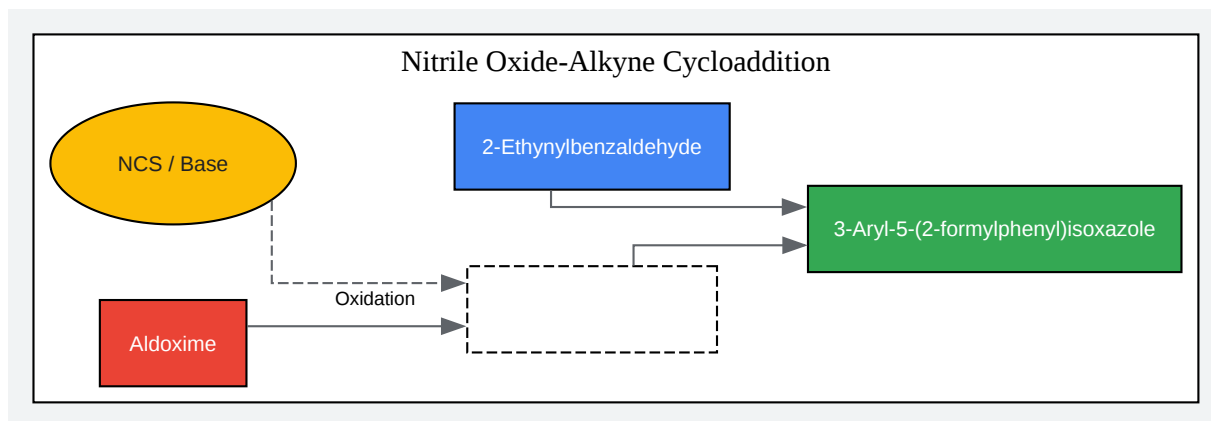 Nitrile Oxide-Alkyne Cycloaddition
NCS / Base
2-Ethynylbenzaldehyde
3-Aryl-5-(2-formylphenyl)isoxazole
Oxidation
Aldoxime